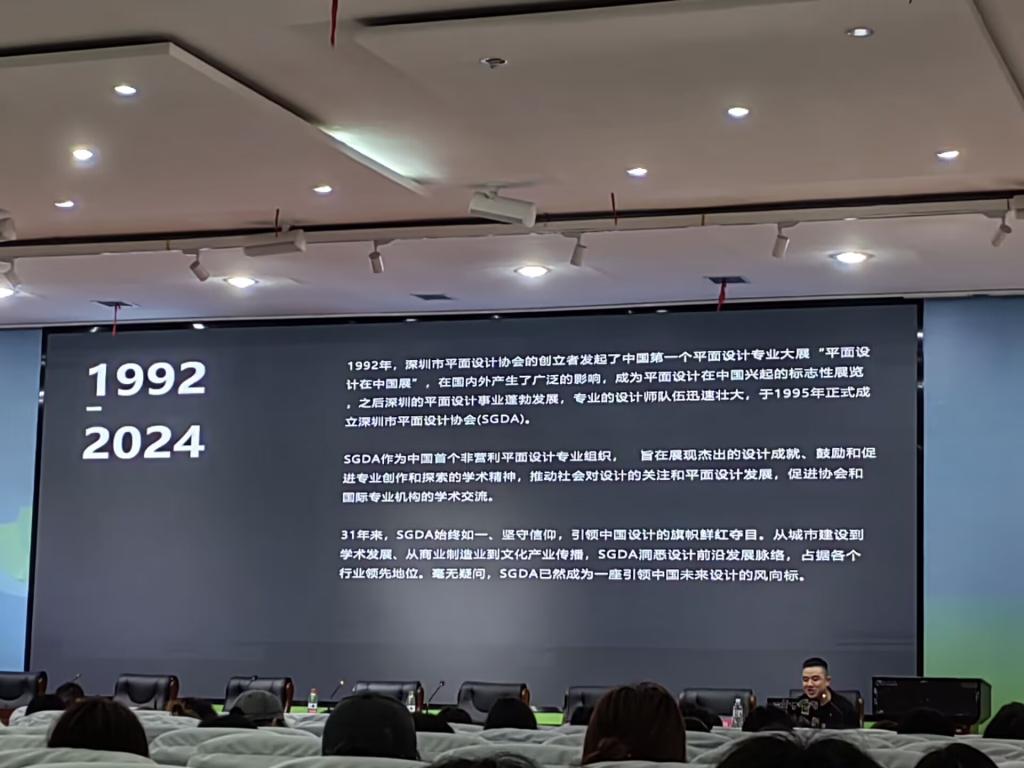 1992
–
2024
1992年，深圳市平面设计协会的创立者发起了中国第一个平面设计专业大展“平面设
计在中国展”，在国内外产生了广泛的影响，成为平面设计在中国兴起的标志性展览
，之后深圳的平面设计事业蓬勃发展，专业的设计师队伍迅速壮大，于1995年正式成
立深圳市平面设计协会(SGDA)。
SGDA作为中国首个非营利平面设计专业组织， 旨在展现杰出的设计成就、鼓励和促
进专业创作和探索的学术精神，推动社会对设计的关注和平面设计发展，促进协会和
国际专业机构的学术交流。
31年来，SGDA始终如一、坚守信仰，引领中国设计的旗帜鲜红夺目。从城市建设到
学术发展、从商业制造业到文化产业传播，SGDA洞悉设计前沿发展脉络，占据各个
行业领先地位。毫无疑问，SGDA已然成为一座引领中国未来设计的风向标。